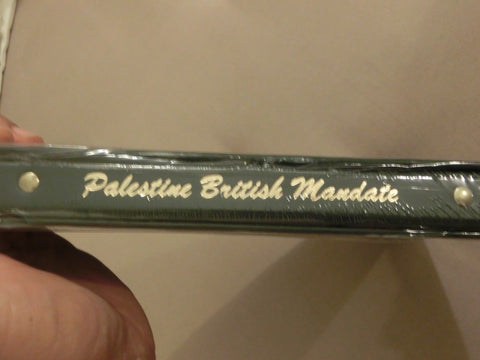 Palestine British Mandate